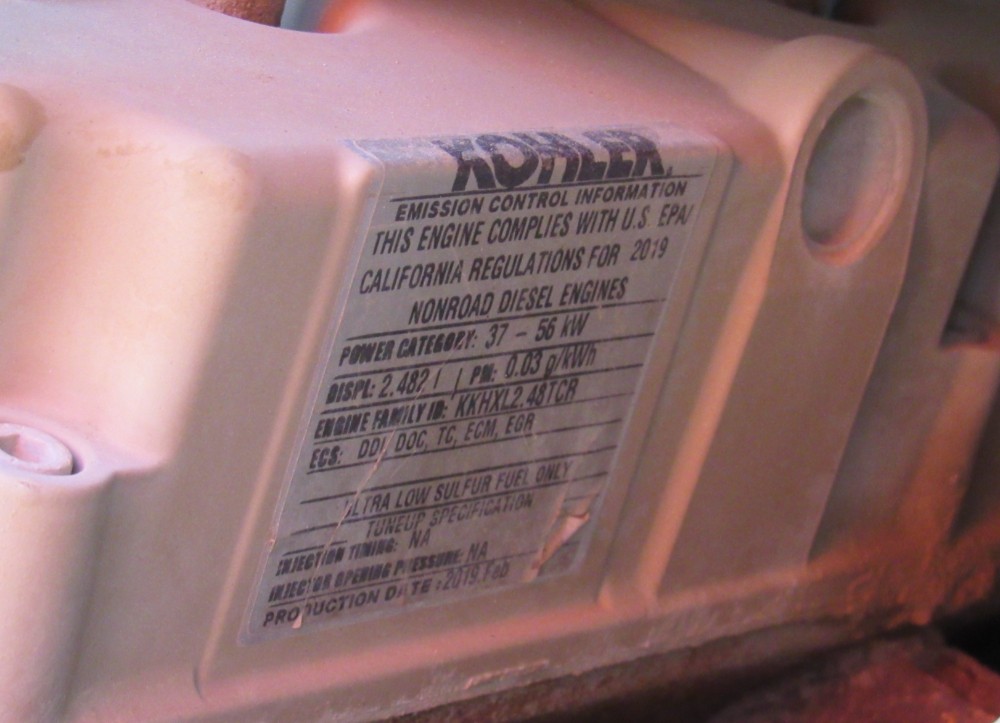 KOHLER.
EMISSION CONTROL INFORMATION
THIS ENGINE COMPLIES WITH U.S. EPA/
CALIFORNIA REGULATIONS FOR 2019
NONROAD DIESEL ENGINES
POWER CATEGORY: 37 - 56 kW
DISPL: 2.482 l | PM: 0.03 g/kWh
ENGINE FAMILY ID: KKHXL2.48TCR
ECS: DDI, DOC, TC, ECM, EGR
ULTRA LOW SULFUR FUEL ONLY
TUNEUP SPECIFICATION
INJECTION TIMING: NA
INJECTOR OPENING PRESSURE: NA
PRODUCTION DATE: 2019.Feb